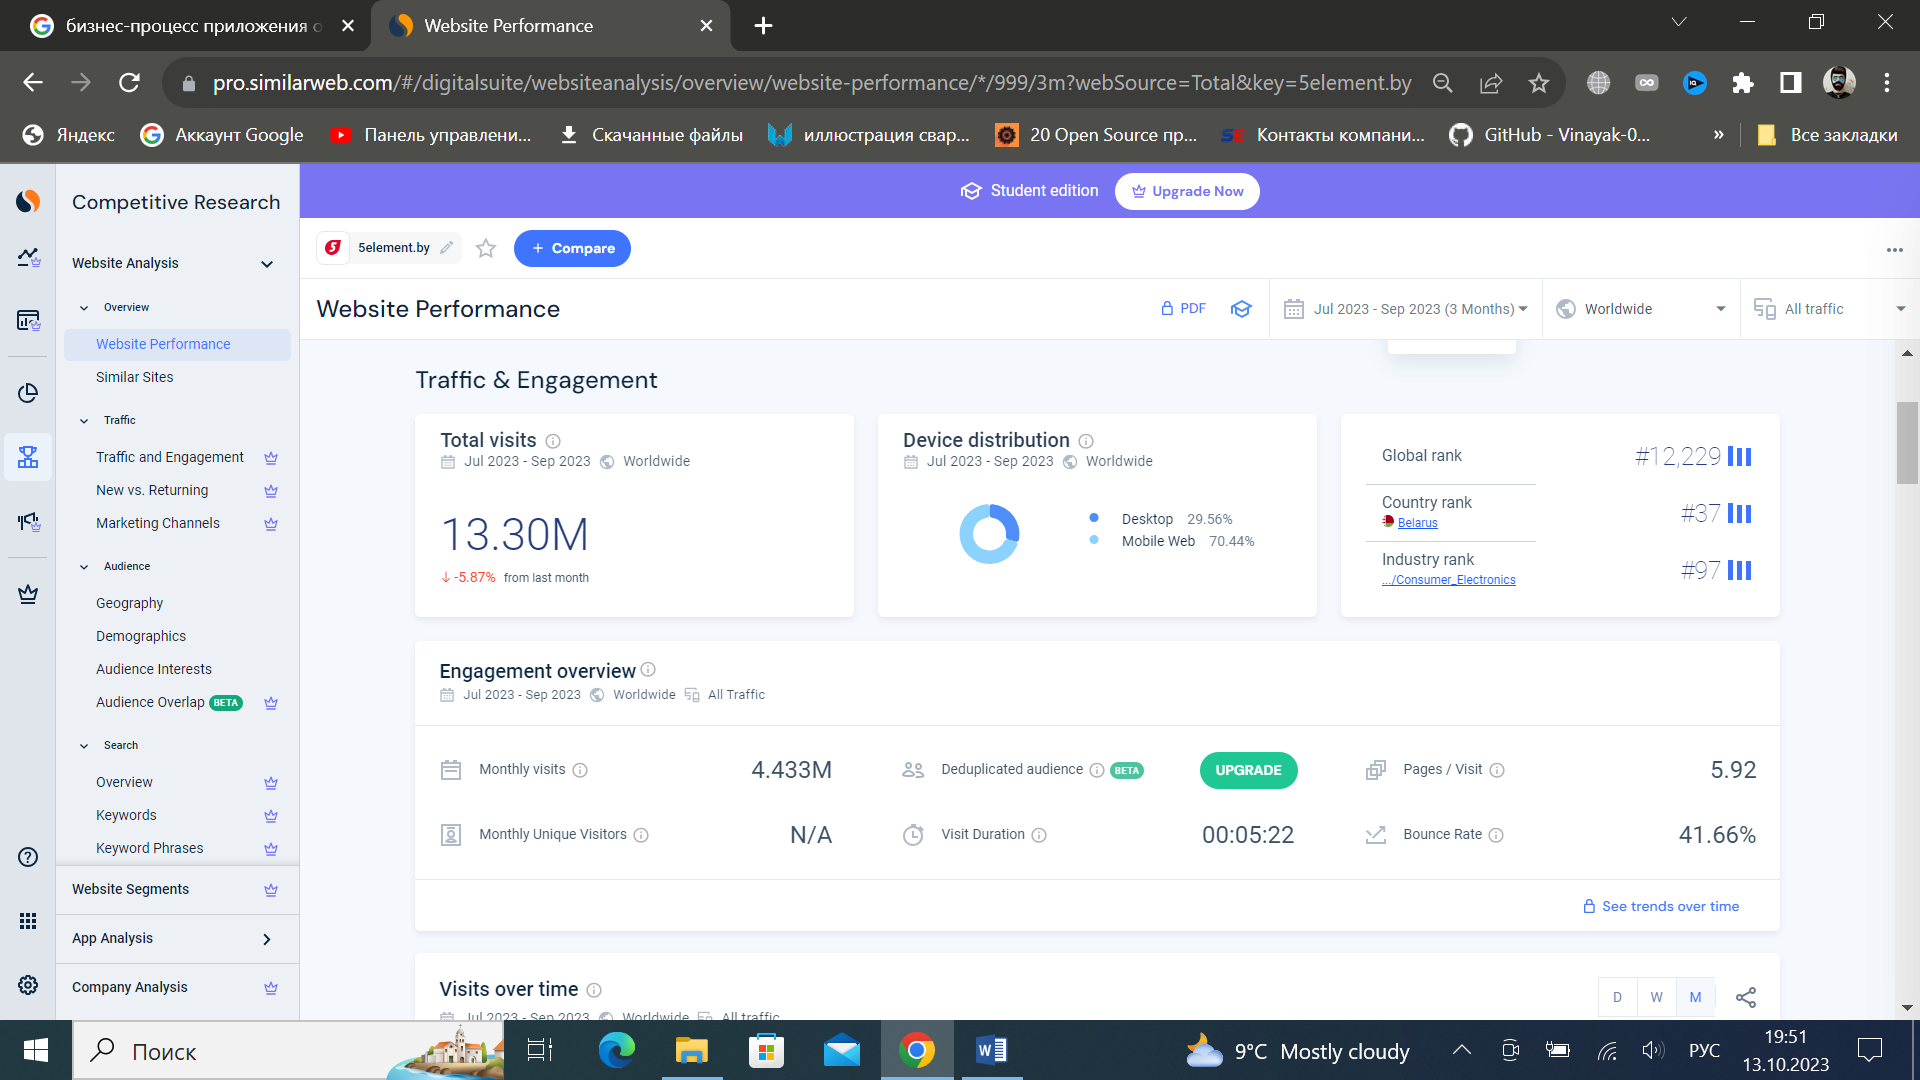 бизнес-процесс приложения о
Website Performance
pro.similarweb.com/#/digitalsuite/websiteanalysis/overview/website-performance/*/999/3m?webSource=Total&key=5element.by
Яндекс
Аккаунт Google
Панель управлени...
Скачанные файлы
иллюстрация свар...
20 Open Source пр...
SE
Контакты компани...
GitHub - Vinayak-0...
»
Все закладки
Competitive Research
Website Analysis
Overview
Website Performance
Similar Sites
Traffic
Traffic and Engagement
New vs. Returning
Marketing Channels
Audience
Geography
Demographics
Audience Interests
Audience Overlap BETA
Search
Overview
Keywords
Keyword Phrases
Website Segments
App Analysis
Company Analysis
Student edition
Upgrade Now
5element.by
+ Compare
Website Performance
PDF
Jul 2023 - Sep 2023 (3 Months)
Worldwide
All traffic
Traffic & Engagement
Total visits
Jul 2023 - Sep 2023 Worldwide
13.30M
-5.87% from last month
Device distribution
Jul 2023 - Sep 2023 Worldwide
Desktop 29.56%
Mobile Web 70.44%
Global rank #12,229
Country rank
Belarus
#37
Industry rank
.../Consumer_Electronics
#97
Engagement overview
Jul 2023 - Sep 2023 Worldwide All Traffic
Monthly visits 4.433M
Deduplicated audience BETA UPGRADE
Pages / Visit 5.92
Monthly Unique Visitors N/A
Visit Duration 00:05:22
Bounce Rate 41.66%
See trends over time
Visits over time
D W M
Jul 2023 - Sep 2023 Worldwide All traffic
Поиск
9°C Mostly cloudy
РУС
19:51
13.10.2023